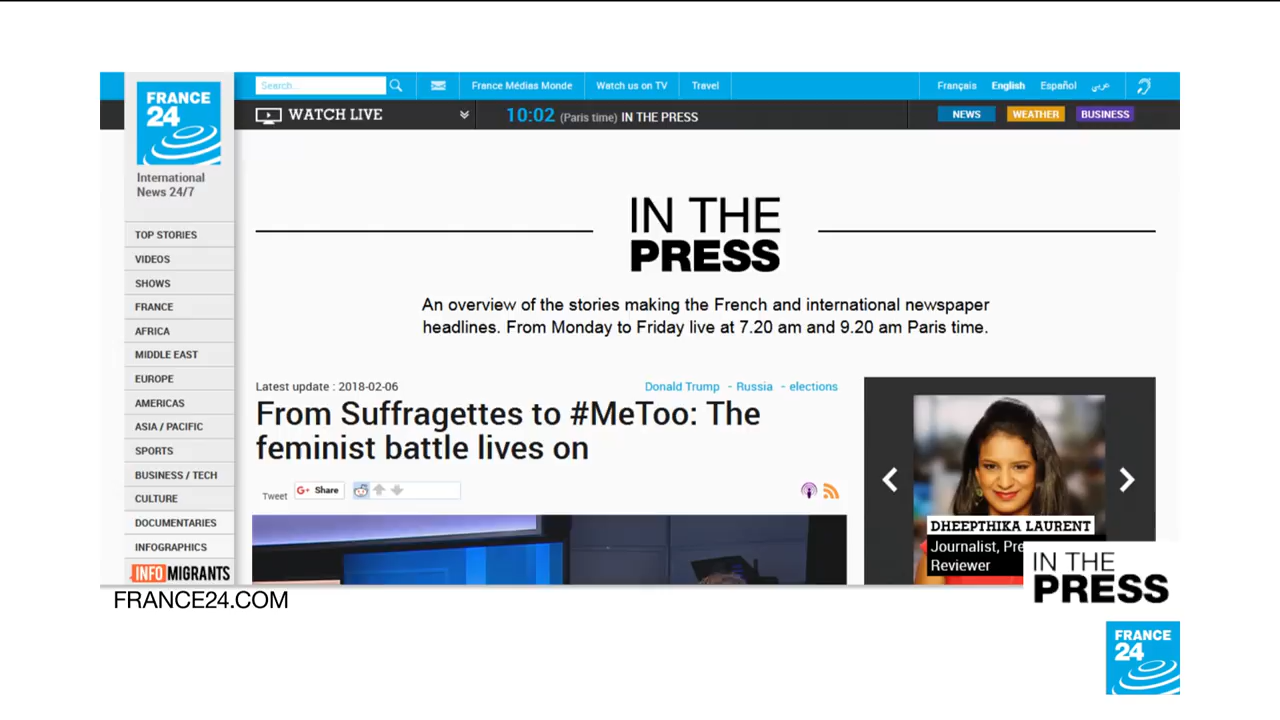 FRANCE
24
International
News 24/7
Search...
France Médias Monde
Watch us on TV
Travel
Français
English
Español
عربي
WATCH LIVE
10:02 (Paris time) IN THE PRESS
NEWS
WEATHER
BUSINESS
TOP STORIES
VIDEOS
SHOWS
FRANCE
AFRICA
MIDDLE EAST
EUROPE
AMERICAS
ASIA / PACIFIC
SPORTS
BUSINESS / TECH
CULTURE
DOCUMENTARIES
INFOGRAPHICS
INFOMIGRANTS
IN THE
PRESS
An overview of the stories making the French and international newspaper
headlines. From Monday to Friday live at 7.20 am and 9.20 am Paris time.
Latest update : 2018-02-06
Donald Trump - Russia - elections
From Suffragettes to #MeToo: The
feminist battle lives on
Tweet
G+ Share
DHEEPTHIKA LAURENT
Journalist, Pre
Reviewer
IN THE
PRESS
FRANCE24.COM
FRANCE
24